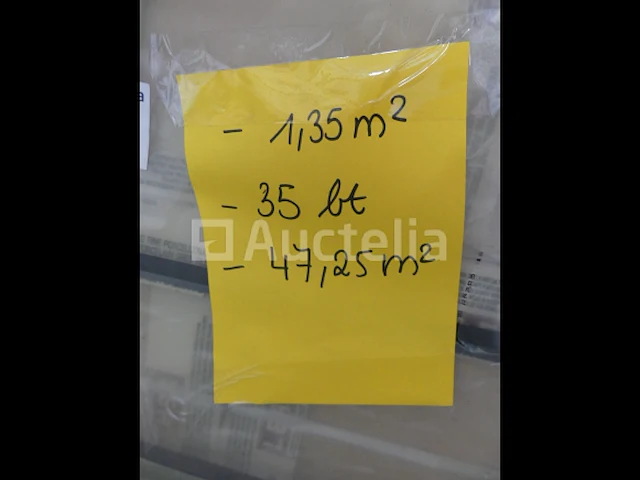 - 1,35 m²
- 35 bt
Auctelia
- 47,25 m²